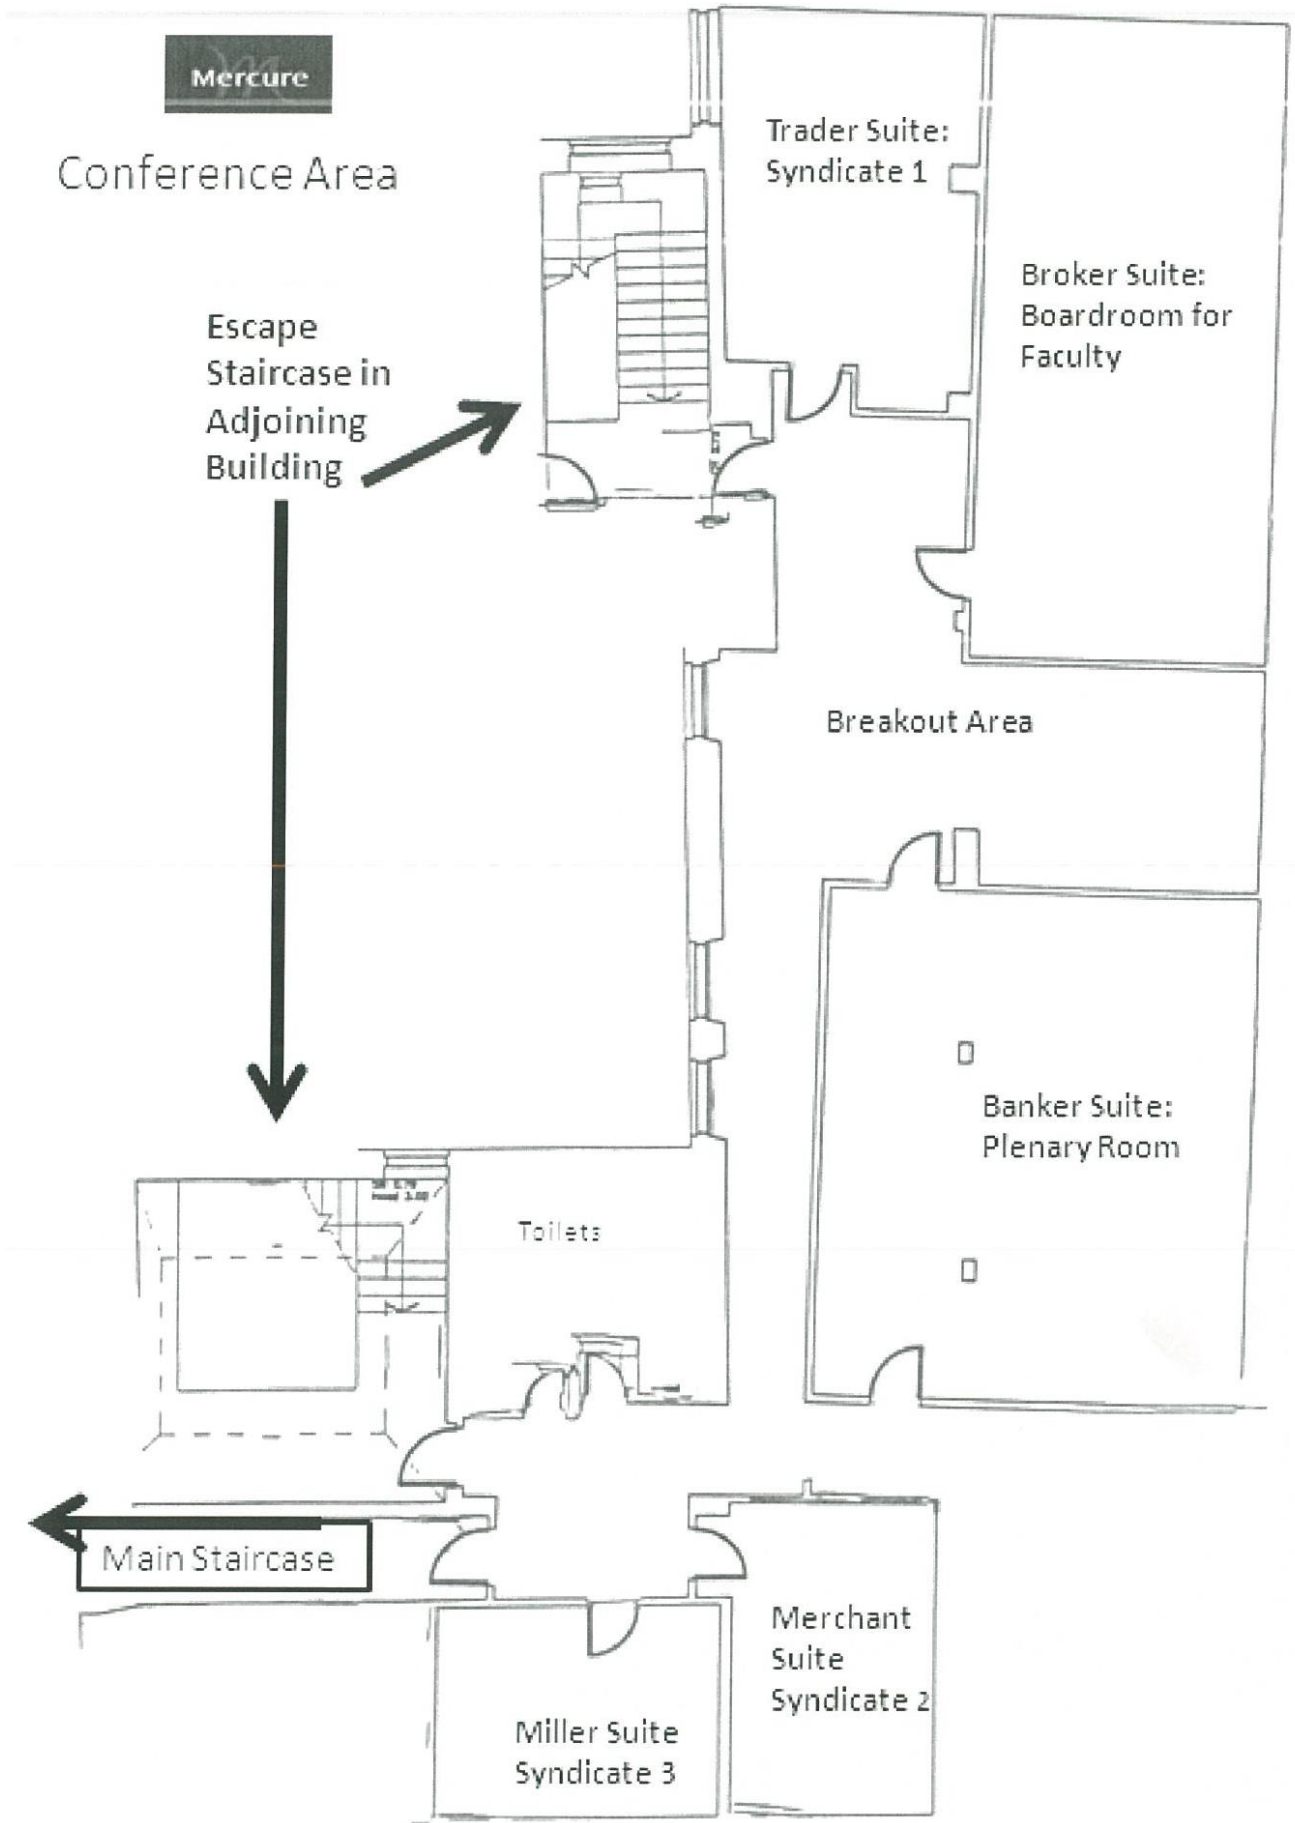 Mercure
Conference Area
Trader Suite:
Syndicate 1
Broker Suite:
Boardroom for
Faculty
Escape
Staircase in
Adjoining
Building
Breakout Area
Banker Suite:
Plenary Room
Toilets
Main Staircase
Merchant
Suite
Syndicate 2
Miller Suite
Syndicate 3